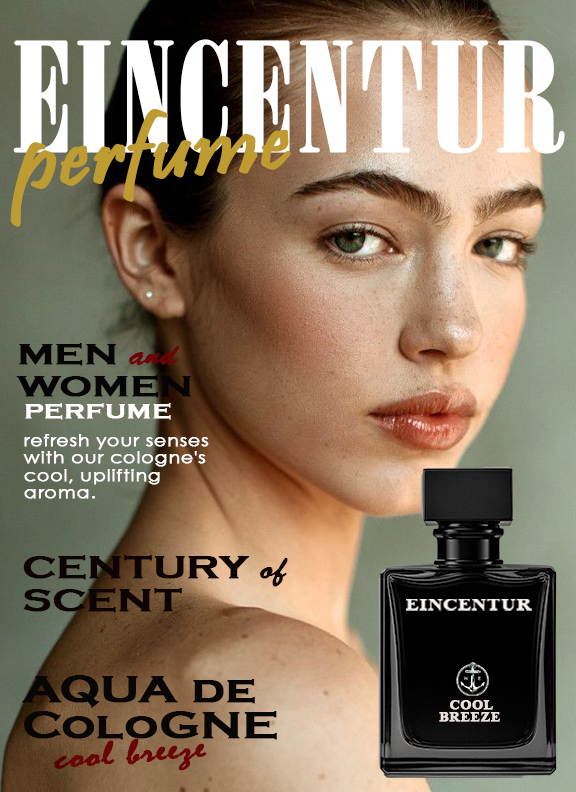 EINCENTUR
perfume
MEN and
WOMEN
PERFUME
refresh your senses
with our cologne's
cool, uplifting
aroma.
CENTURY of
SCENT
AQUA DE
COLOGNE
cool breeze
EINCENTUR
COOL
BREEZE